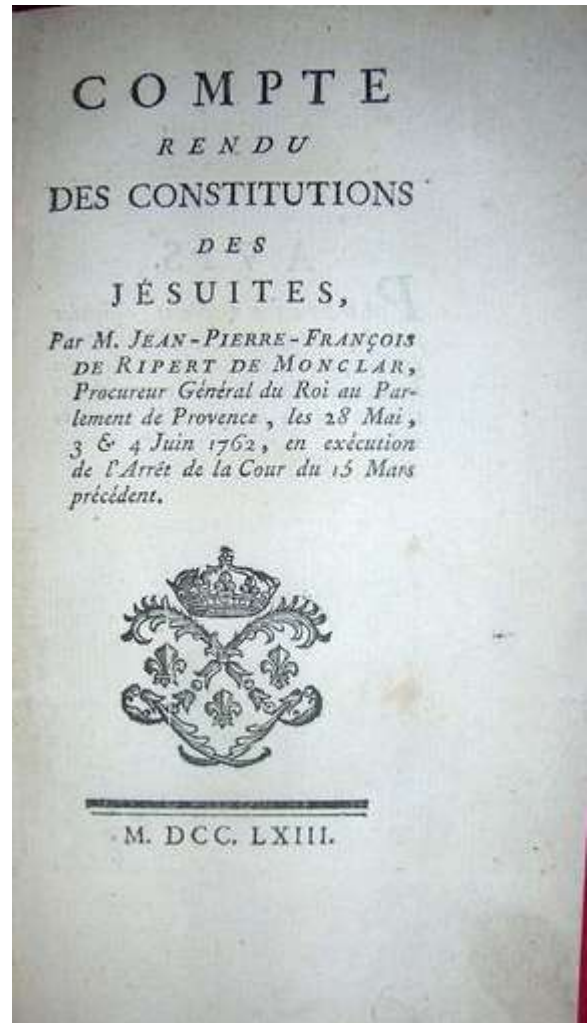 COMPTE
RENDU
DES CONSTITUTIONS
DES
JÉSUITES,
Par M. JEAN-PIERRE-FRANÇOIS
DE RIPERT DE MONCLAR,
Procureur Général du Roi au Par-
lement de Provence, les 28 Mai,
3 & 4 Juin 1762, en exécution
de l'Arrêt de la Cour du 15 Mars
précédent.
M. DCC. LXIII.